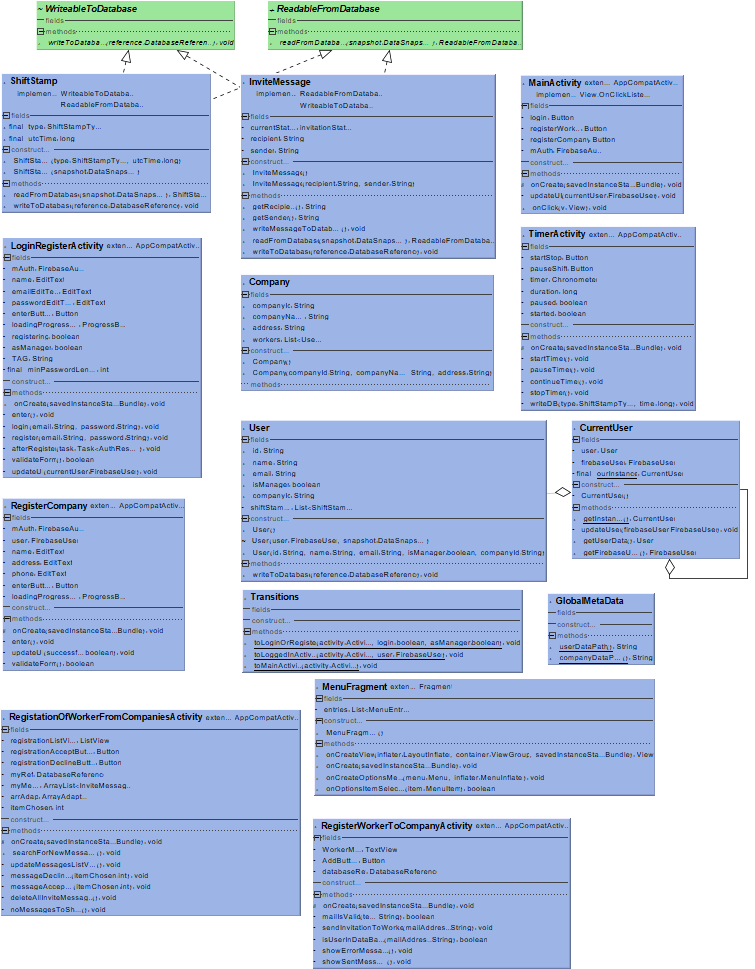 ~ WriteableToDatabase
fields
methods
. writeToDataba.. (reference:DatabaseReferen..): void
~ ReadableFromDatabase
fields
methods
. readFromDataba.. (snapshot:DataSnaps... ): ReadableFromDataba..
. ShiftStamp
implemen.. WriteableToDataba..
ReadableFromDataba..
fields
- final type: ShiftStampTy...
- final utcTime: long
construct...
. ShiftSta... (type:ShiftStampTy... , utcTime:long)
. ShiftSta... (snapshot:DataSnaps... )
methods
. readFromDatabas(snapshot:DataSnaps... ): ShiftSta...
. writeToDatabas(reference:DatabaseReferenc): void
. InviteMessage
implemen.. ReadableFromDataba..
WriteableToDataba..
fields
. currentStat... : invitationStat...
- recipient: String
- sender: String
construct...
. InviteMessage()
. InviteMessage(recipient:String, sender:String)
methods
. getRecipie... (): String
. getSende(): String
. writeMessageToDatab... (): void
. readFromDatabas(snapshot:DataSnaps... ): ReadableFromDataba..
. writeToDatabas(reference:DatabaseReferenc): void
. MainActivity exten... AppCompatActiv..
implemen.. View.OnClickListe...
fields
- login: Button
- registerWork... : Button
- registerCompany: Button
- mAuth: FirebaseAu...
construct...
methods
# onCreate(savedInstanceSta... Bundle): void
- updateU(currentUser:FirebaseUser): void
. onClick(v:View): void
. LoginRegisterActivity exten... AppCompatActiv..
fields
- mAuth: FirebaseAu...
- name: EditText
- emailEditTe... : EditText
- passwordEditT... : EditText
- enterButt... : Button
- loadingProgress... : ProgressB...
- registering: boolean
- asManager: boolean
- TAG: String
- final minPasswordLen... : int
construct...
methods
. onCreate(savedInstanceSta... Bundle): void
- enter(): void
- login(email:String, password:String): void
- register(email:String, password:String): void
- afterRegister(task:Task<AuthRes... ): void
- validateForm(): boolean
- updateU(currentUser:FirebaseUse): void
. Company
fields
. companyId: String
. companyNa... : String
. address: String
. workers: List<Use...
construct...
. Company()
. Company(companyId:String, companyNa... String, address:String)
methods
. TimerActivity exten... AppCompatActiv..
fields
- startStop: Button
- pauseShift: Button
- timer: Chronometer
- duration: long
- paused: boolean
- started: boolean
construct...
methods
# onCreate(savedInstanceSta... Bundle): void
- startTime(): void
- pauseTime(): void
- continueTime(): void
- stopTime(): void
- writeDB(type:ShiftStampTy... time:long): void
. User
fields
. id: String
. name: String
. email: String
. isManager: boolean
. companyId: String
- shiftStam... : List<ShiftStam...
construct...
. User()
~ User(user:FirebaseUse, snapshot:DataSnaps... )
. User(id:String, name:String, email:String, isManager:boolean, companyId:String)
methods
. writeToDatabas(reference:DatabaseReferenc): void
. CurrentUser
fields
- user: User
- firebaseUser: FirebaseUser
- final ourInstance: CurrentUser
construct...
- CurrentUse()
methods
. getInstan...(): CurrentUse
. updateUse(firebaseUser:FirebaseUse): void
. getUserData(): User
. getFirebaseU... (): FirebaseUser
. RegisterCompany exten... AppCompatActiv..
fields
- mAuth: FirebaseAu...
- user: FirebaseUser
- name: EditText
- address: EditText
- phone: EditText
- enterButt... : Button
- loadingProgress... : ProgressB...
construct...
methods
# onCreate(savedInstanceSta... Bundle): void
- enter(): void
- updateU(successf... boolean): void
- validateForm(): boolean
. Transitions
fields
construct...
methods
. toLoginOrRegiste(activity:Activi... login:boolean, asManager:boolean): void
. toLoggedInActivi...(activity:Activi... user:FirebaseUse): void
. toMainActivi...(activity:Activi...): void
. GlobalMetaData
fields
construct...
methods
. userDataPath(): String
. companyDataP... (): String
. MenuFragment exten... Fragment
fields
- entries: List<MenuEntr...
construct...
. MenuFragm... ()
methods
. onCreateView(inflater:LayoutInflate, container:ViewGroup, savedInstanceSta... Bundle): View
. onCreate(savedInstanceSta... Bundle): void
. onCreateOptionsMe...(menu:Menu, inflater:MenuInflate): void
. onOptionsItemSelec... (item:MenuItem): boolean
. RegistationOfWorkerFromCompaniesActivity exten... AppCompatActiv..
fields
- registrationListVi... : ListView
- registrationAcceptBut... : Button
- registrationDeclineButt... : Button
- myRef: DatabaseReferenc
- myMe... : ArrayList<InviteMessag..
- arrAdap: ArrayAdapt..
- itemChosen: int
construct...
methods
# onCreate(savedInstanceSta... Bundle): void
- searchForNewMessa... (): void
- updateMessagesListV... (): void
- messageDeclin...(itemChosen:int): void
- messageAccep... (itemChosen:int): void
- deleteAllInviteMessag.. (): void
- noMessagesToSh... (): void
. RegisterWorkerToCompanyActivity exten... AppCompatActiv..
fields
- WorkerM... : TextView
- AddButt... : Button
- databaseRe: DatabaseReferenc
construct...
methods
# onCreate(savedInstanceSta... Bundle): void
- mailIsValid(te... String): boolean
- sendInvitationToWorke(mailAddres.. String): void
- isUserInDataBa...(mailAddres.. String): boolean
- showErrorMessa... (): void
- showSentMess... (): void